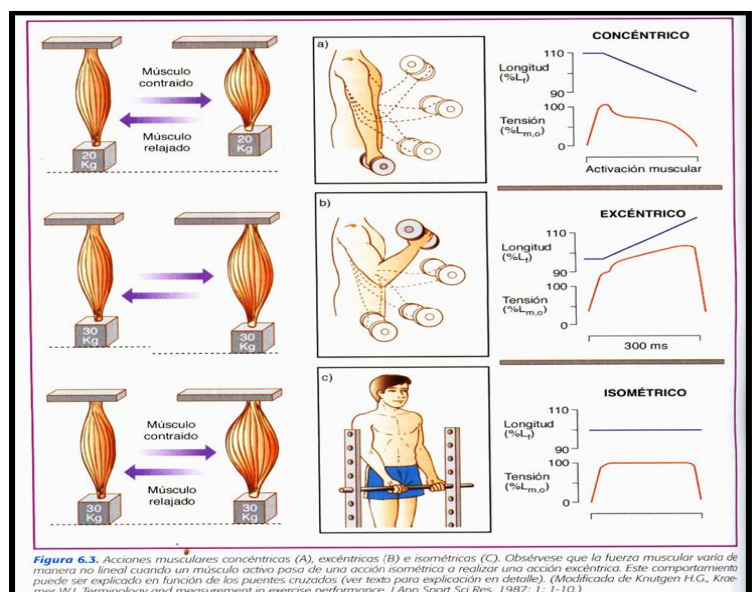 Músculo
contraído
Músculo
relajado
20
Kg
20
Kg
30
Kg
30
Kg
Músculo
contraído
Músculo
relajado
30
Kg
30
Kg
a)
b)
c)
CONCÉNTRICO
110
Longitud
(%Lf)
90
100
Tensión
(%Lm,o)
0
Activación muscular
EXCÉNTRICO
110
Longitud
(%Lf)
90
100
Tensión
(%Lm,o)
0
300 ms
ISOMÉTRICO
110
Longitud
(%Lf)
90
100
Tensión
(%Lm,o)
0
Figura 6.3. Acciones musculares concéntricas (A), excéntricas (B) e isométricas (C). Obsérvese que la fuerza muscular varía de
manera no lineal cuando un músculo activo pasa de una acción isométrica a realizar una acción excéntrica. Este comportamiento
puede ser explicado en función de los puentes cruzados (ver texto para explicación en detalle). (Modificada de Knutgen H.G., Krae-
mer W.J. Terminology and measurement in exercise performance. J App Sport Sci Res. 1987; 1: 1-10.)